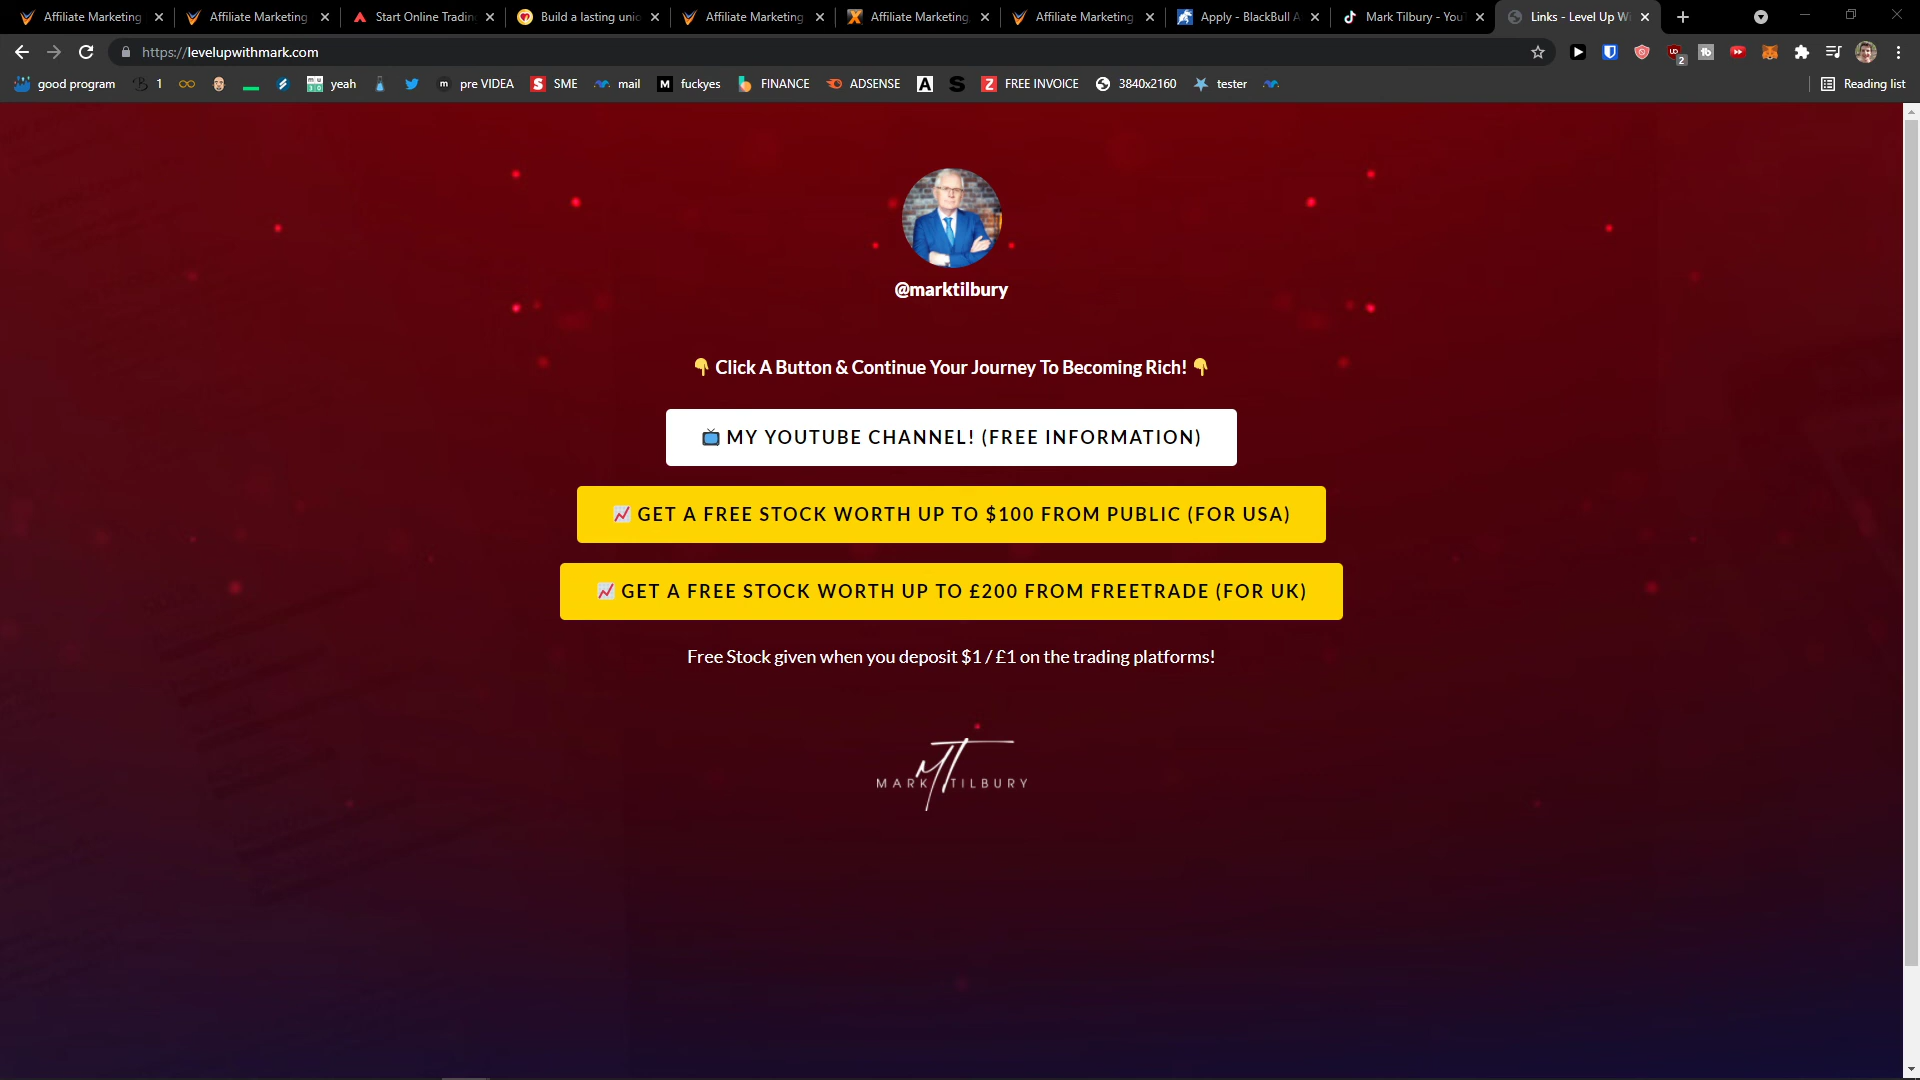 Affiliate Marketing
Affiliate Marketing
Start Online Tradin
Build a lasting unio
Affiliate Marketing
Affiliate Marketing
Affiliate Marketing
Apply - BlackBull A
Mark Tilbury - YouT
Links - Level Up Wi
https://levelupwithmark.com
good program
1
yeah
pre VIDEA
SME
mail
fuckyes
FINANCE
ADSENSE
FREE INVOICE
3840x2160
tester
Reading list
@marktilbury
👇 Click A Button & Continue Your Journey To Becoming Rich! 👇
📺 MY YOUTUBE CHANNEL! (FREE INFORMATION)
📈 GET A FREE STOCK WORTH UP TO $100 FROM PUBLIC (FOR USA)
📈 GET A FREE STOCK WORTH UP TO £200 FROM FREETRADE (FOR UK)
Free Stock given when you deposit $1 / £1 on the trading platforms!
MARK TILBURY